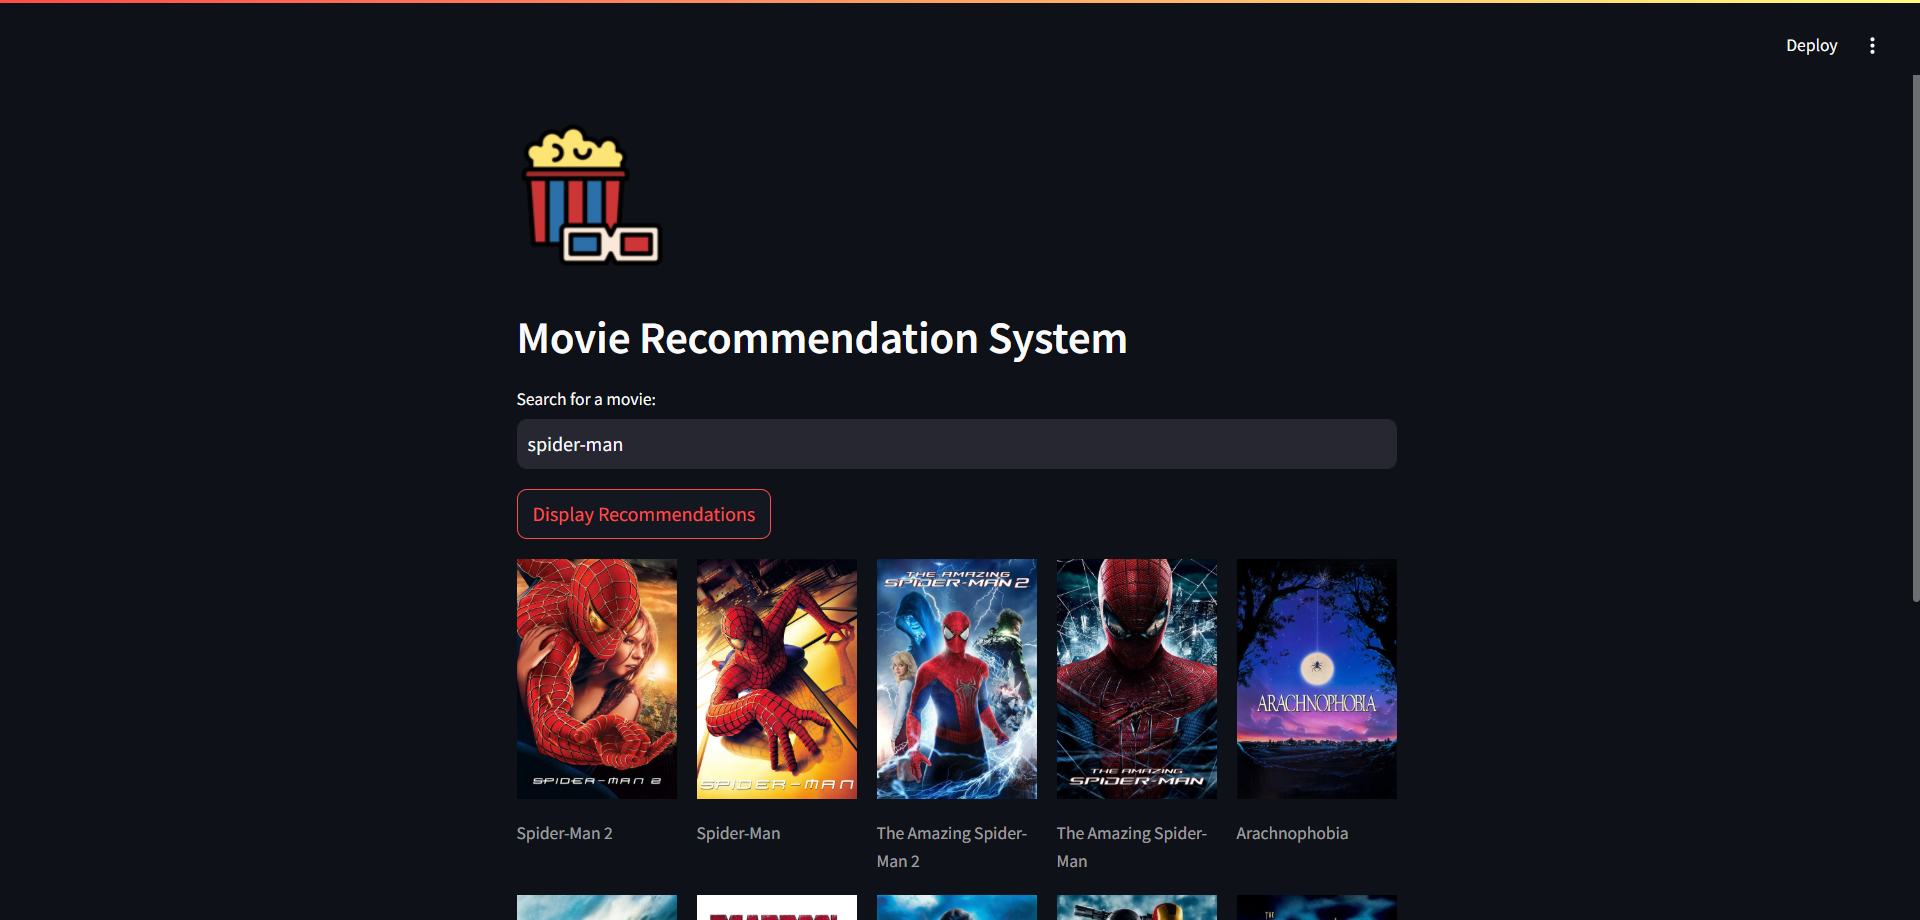 Deploy
Movie Recommendation System
Search for a movie:
spider-man
Display Recommendations
SPIDER-MAN 2
SPIDER-MAN
THE AMAZING
SPIDER-MAN 2
THE AMAZING
SPIDER-MAN
ARACHNOPHOBIA
Spider-Man 2
Spider-Man
The Amazing Spider-
Man 2
The Amazing Spider-
Man
Arachnophobia
THE